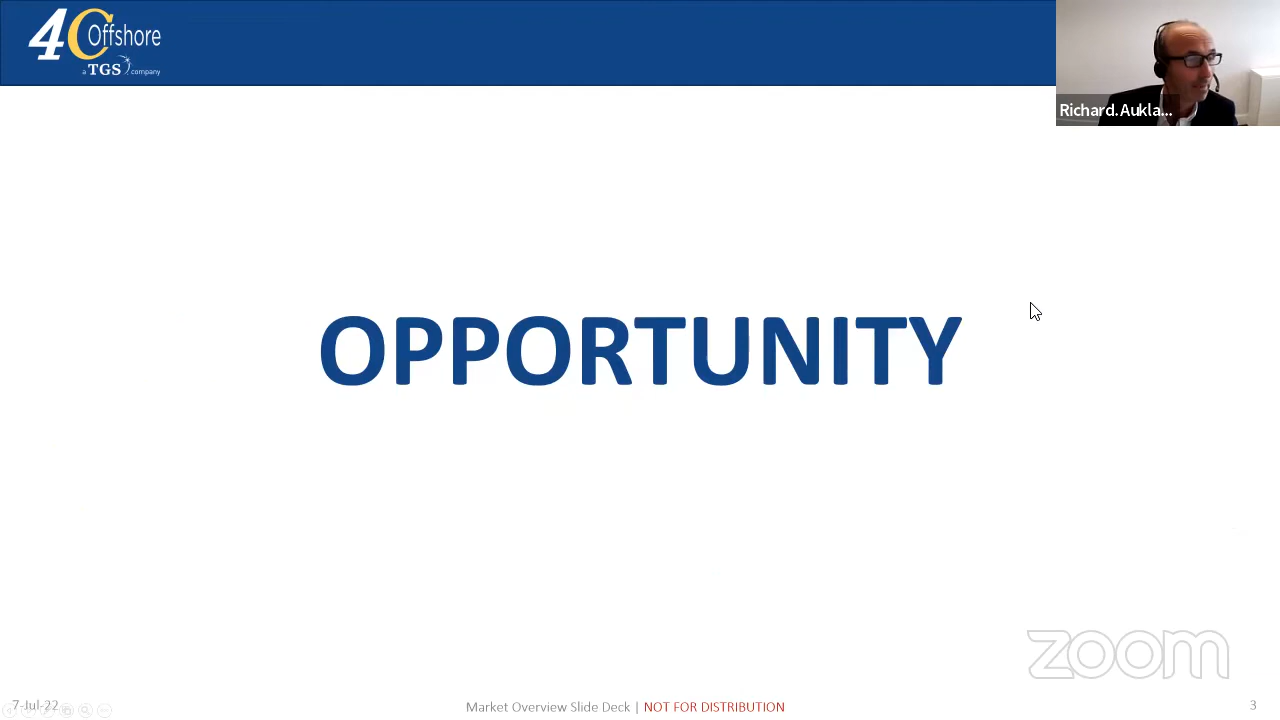 4C Offshore
a TGS company
Richard.Aukla...
OPPORTUNITY
zoom
7-Jul-22
Market Overview Slide Deck | NOT FOR DISTRIBUTION
3